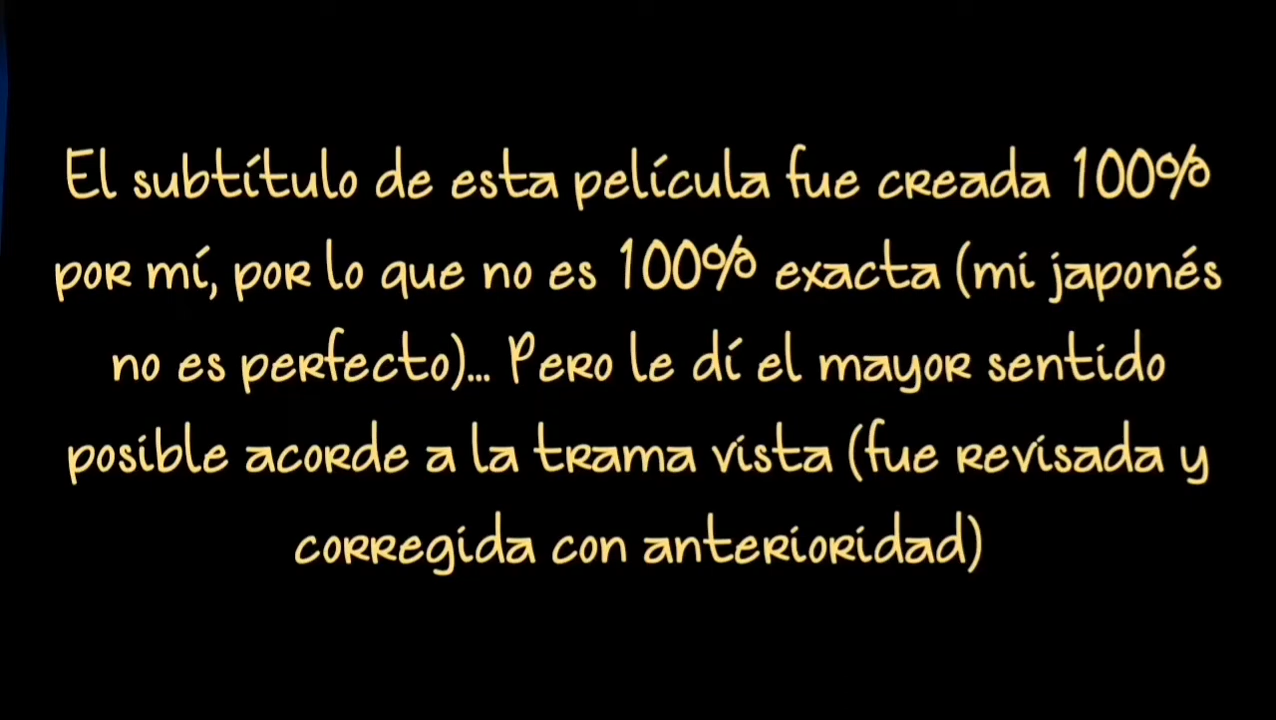 El subtítulo de esta película fue creada 100%
por mí, por lo que no es 100% exacta (mi japonés
no es perfecto)... Pero le dí el mayor sentido
posible acorde a la trama vista (fue revisada y
corregida con anterioridad)